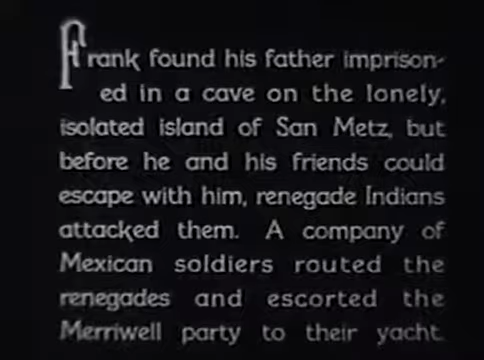 Frank found his father imprison-
ed in a cave on the lonely,
isolated island of San Metz, but
before he and his friends could
escape with him, renegade Indians
attacked them. A company of
Mexican soldiers routed the
renegades and escorted the
Merriwell party to their yacht.